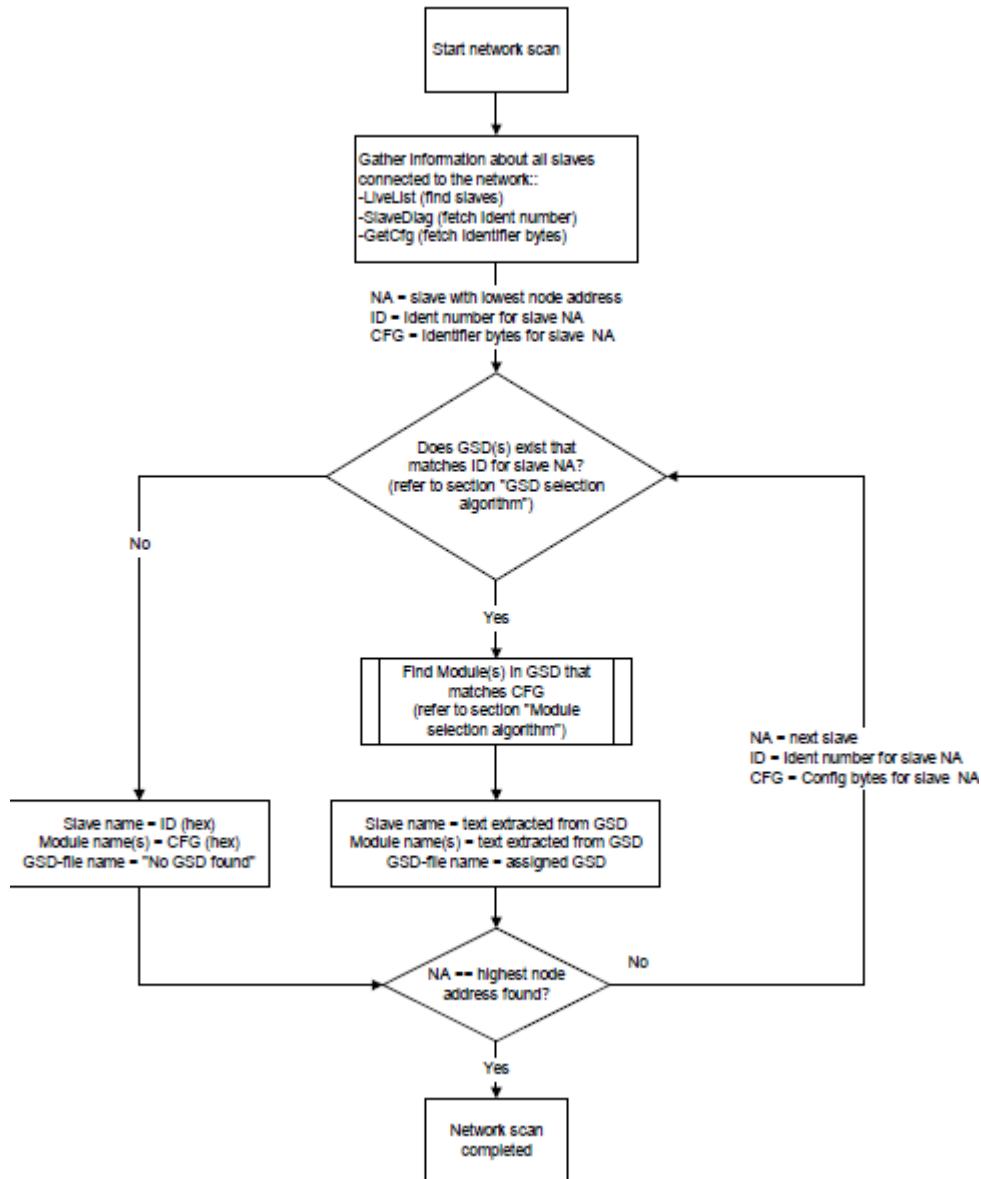 Start network scan
Gather information about all slaves
connected to the network::
-LiveList (find slaves)
-SlaveDiag (fetch ident number)
-GetCfg (fetch identifier bytes)
NA = slave with lowest node address
ID = Ident number for slave NA
CFG = Identifier bytes for slave  NA
Does GSD(s) exist that
matches ID for slave NA?
(refer to section "GSD selection
algorithm")
No
Yes
Find Module(s) in GSD that
matches CFG
(refer to section "Module
selection algorithm")
NA = next slave
ID = Ident number for slave NA
CFG = Config bytes for slave  NA
Slave name = ID (hex)
Module name(s) = CFG (hex)
GSD-file name = "No GSD found"
Slave name = text extracted from GSD
Module name(s) = text extracted from GSD
GSD-file name = assigned GSD
NA == highest node
address found?
No
Yes
Network scan
completed